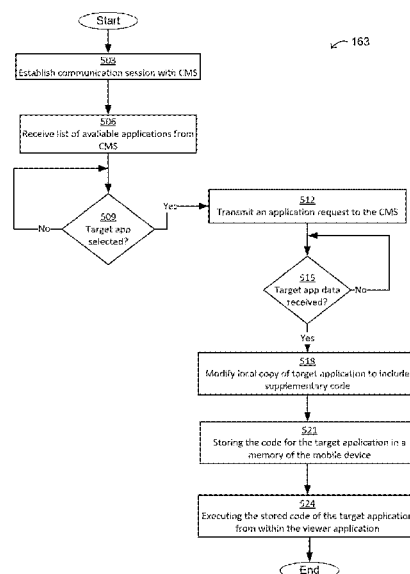 Start
163
503
Establish communication session with CMS
506
Receive list of available applications from
CMS
509
Target app
selected?
No
Yes
512
Transmit an application request to the CMS
515
Target app data
received?
No
Yes
518
Modify local copy of target application to include
supplementary code
521
Storing the code for the target application in a
memory of the mobile device
524
Executing the stored code of the target application
from within the viewer application
End